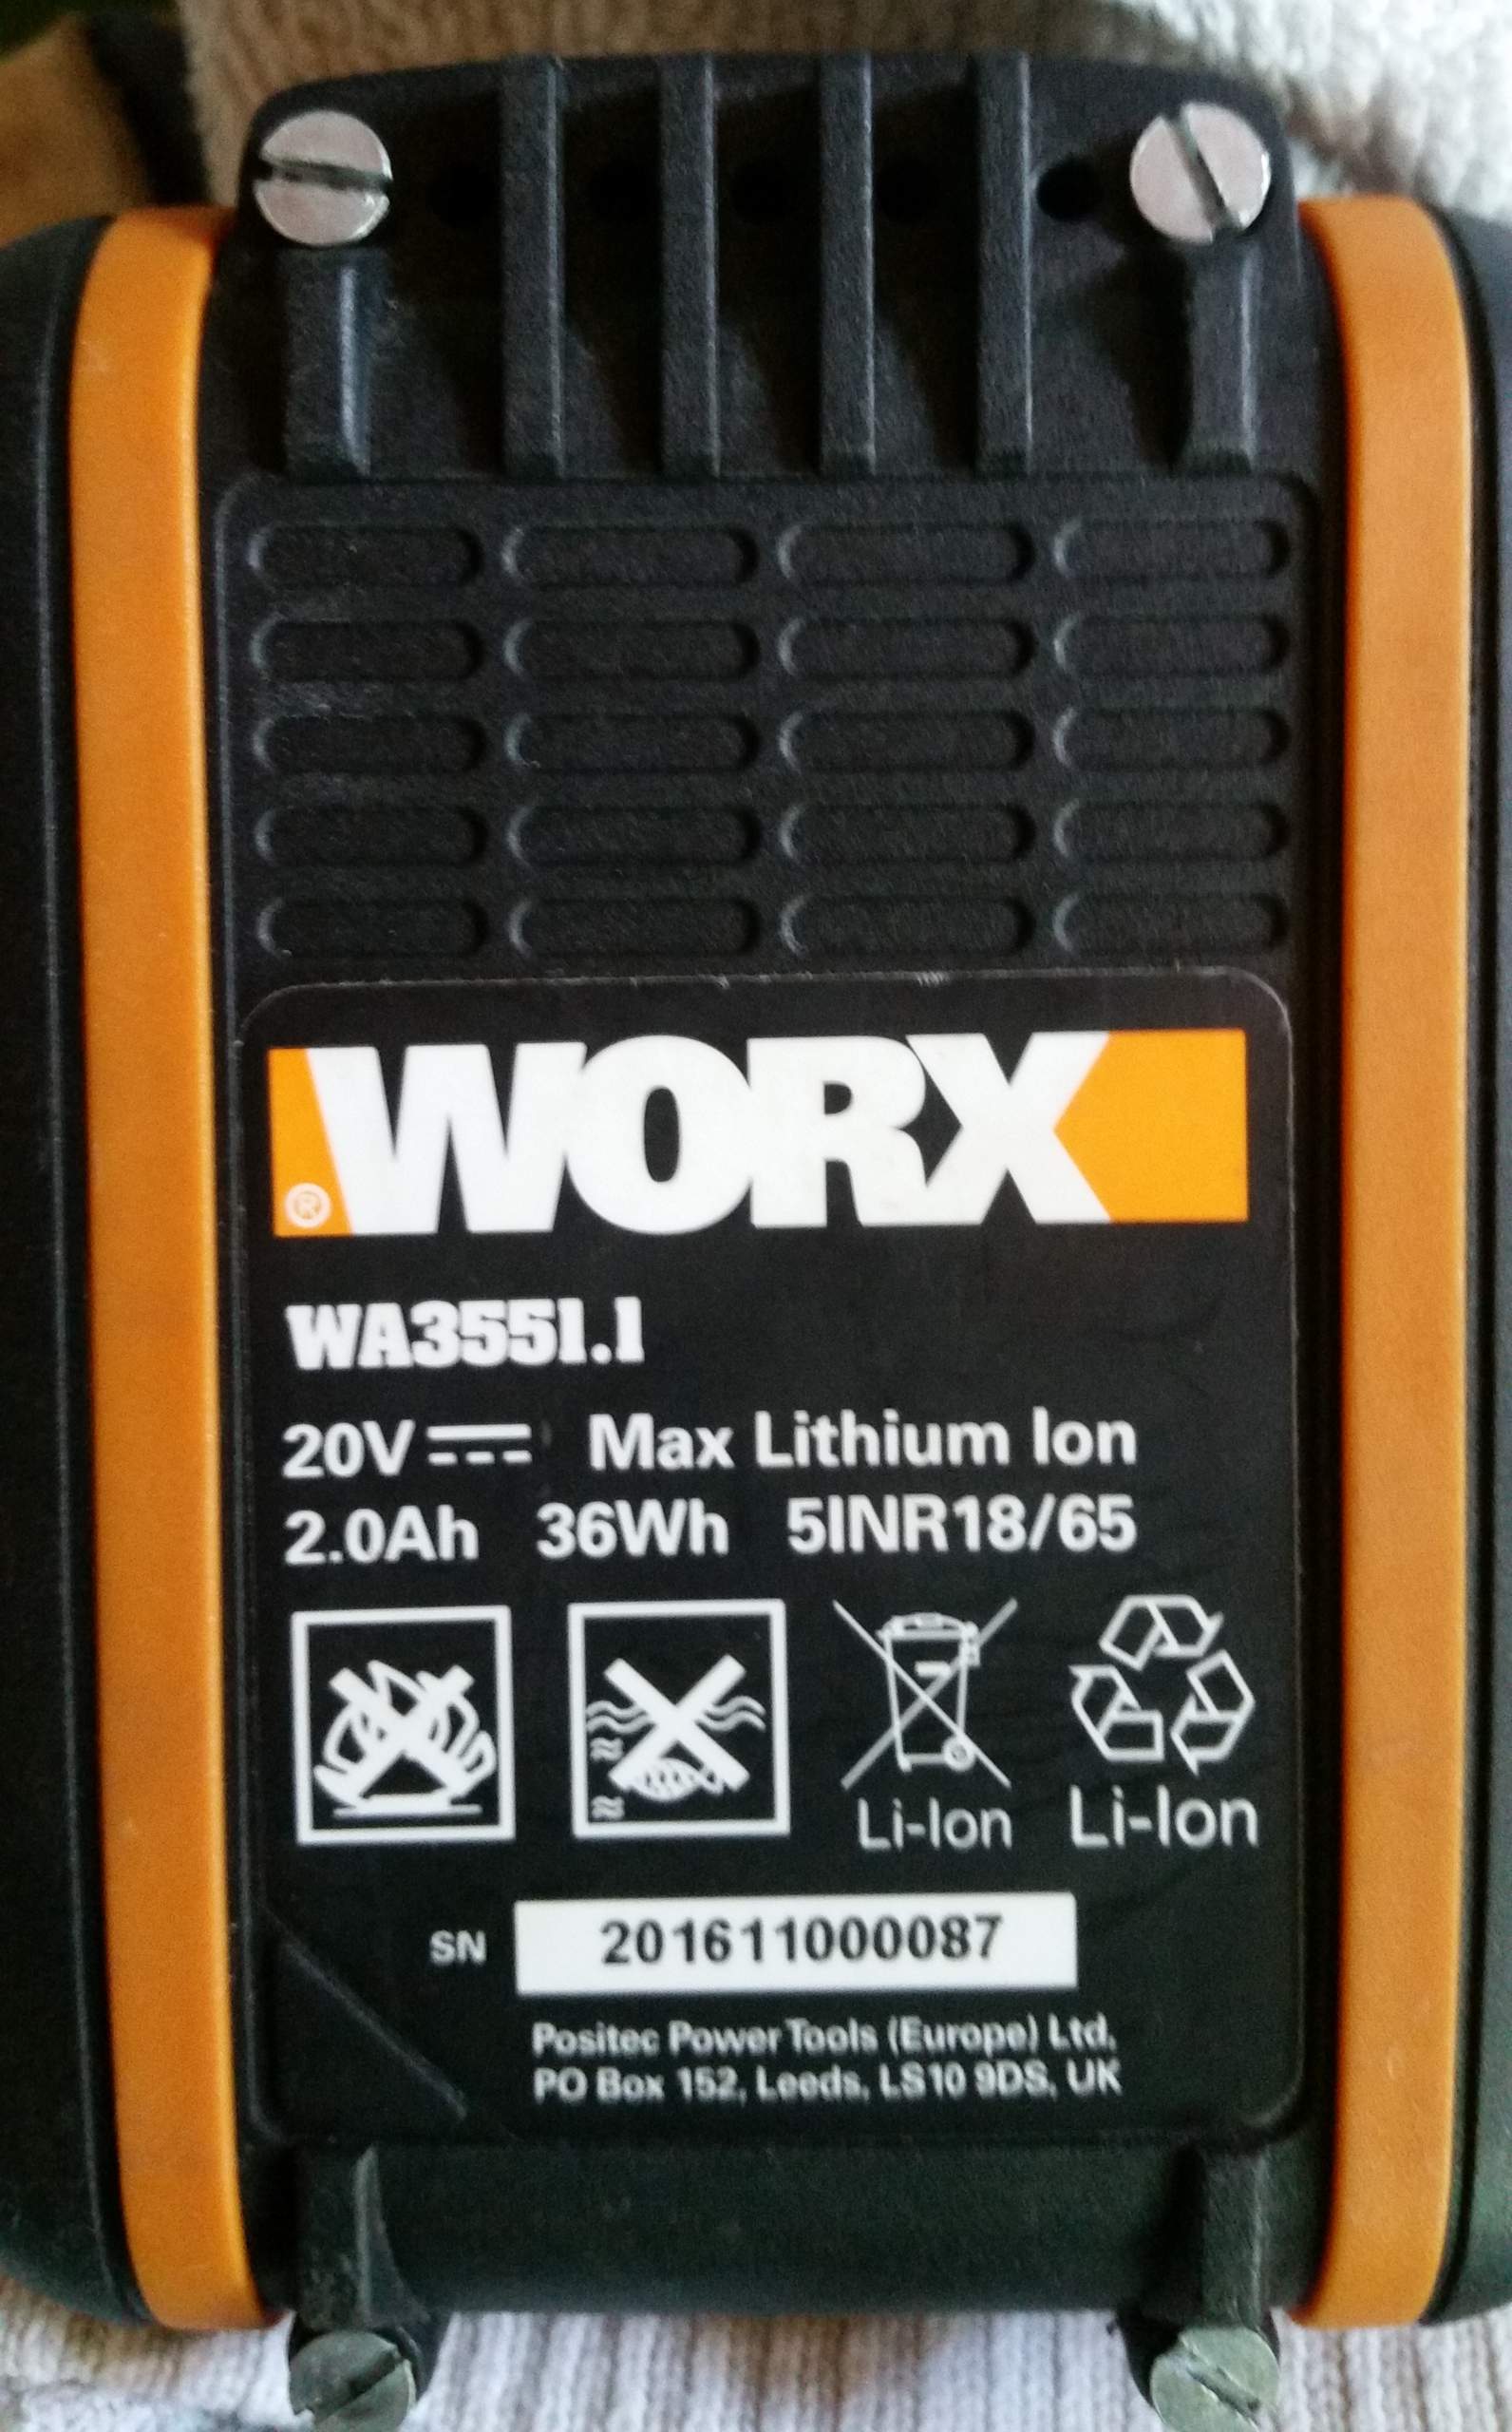 WORX
®
WA3551.1
20V Max Lithium Ion
2.0Ah 36Wh 5INR18/65
Li-Ion Li-Ion
SN 201611000087
Positec Power Tools (Europe) Ltd.
PO Box 152, Leeds, LS10 9DS, UK